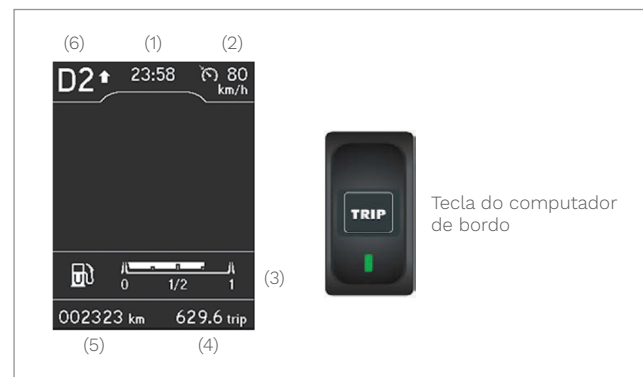 (6) (1) (2)
D2 23:58 80
km/h
TRIP
Tecla do computador
de bordo
0 1/2 1
(3)
002323 km 629.6 trip
(5) (4)